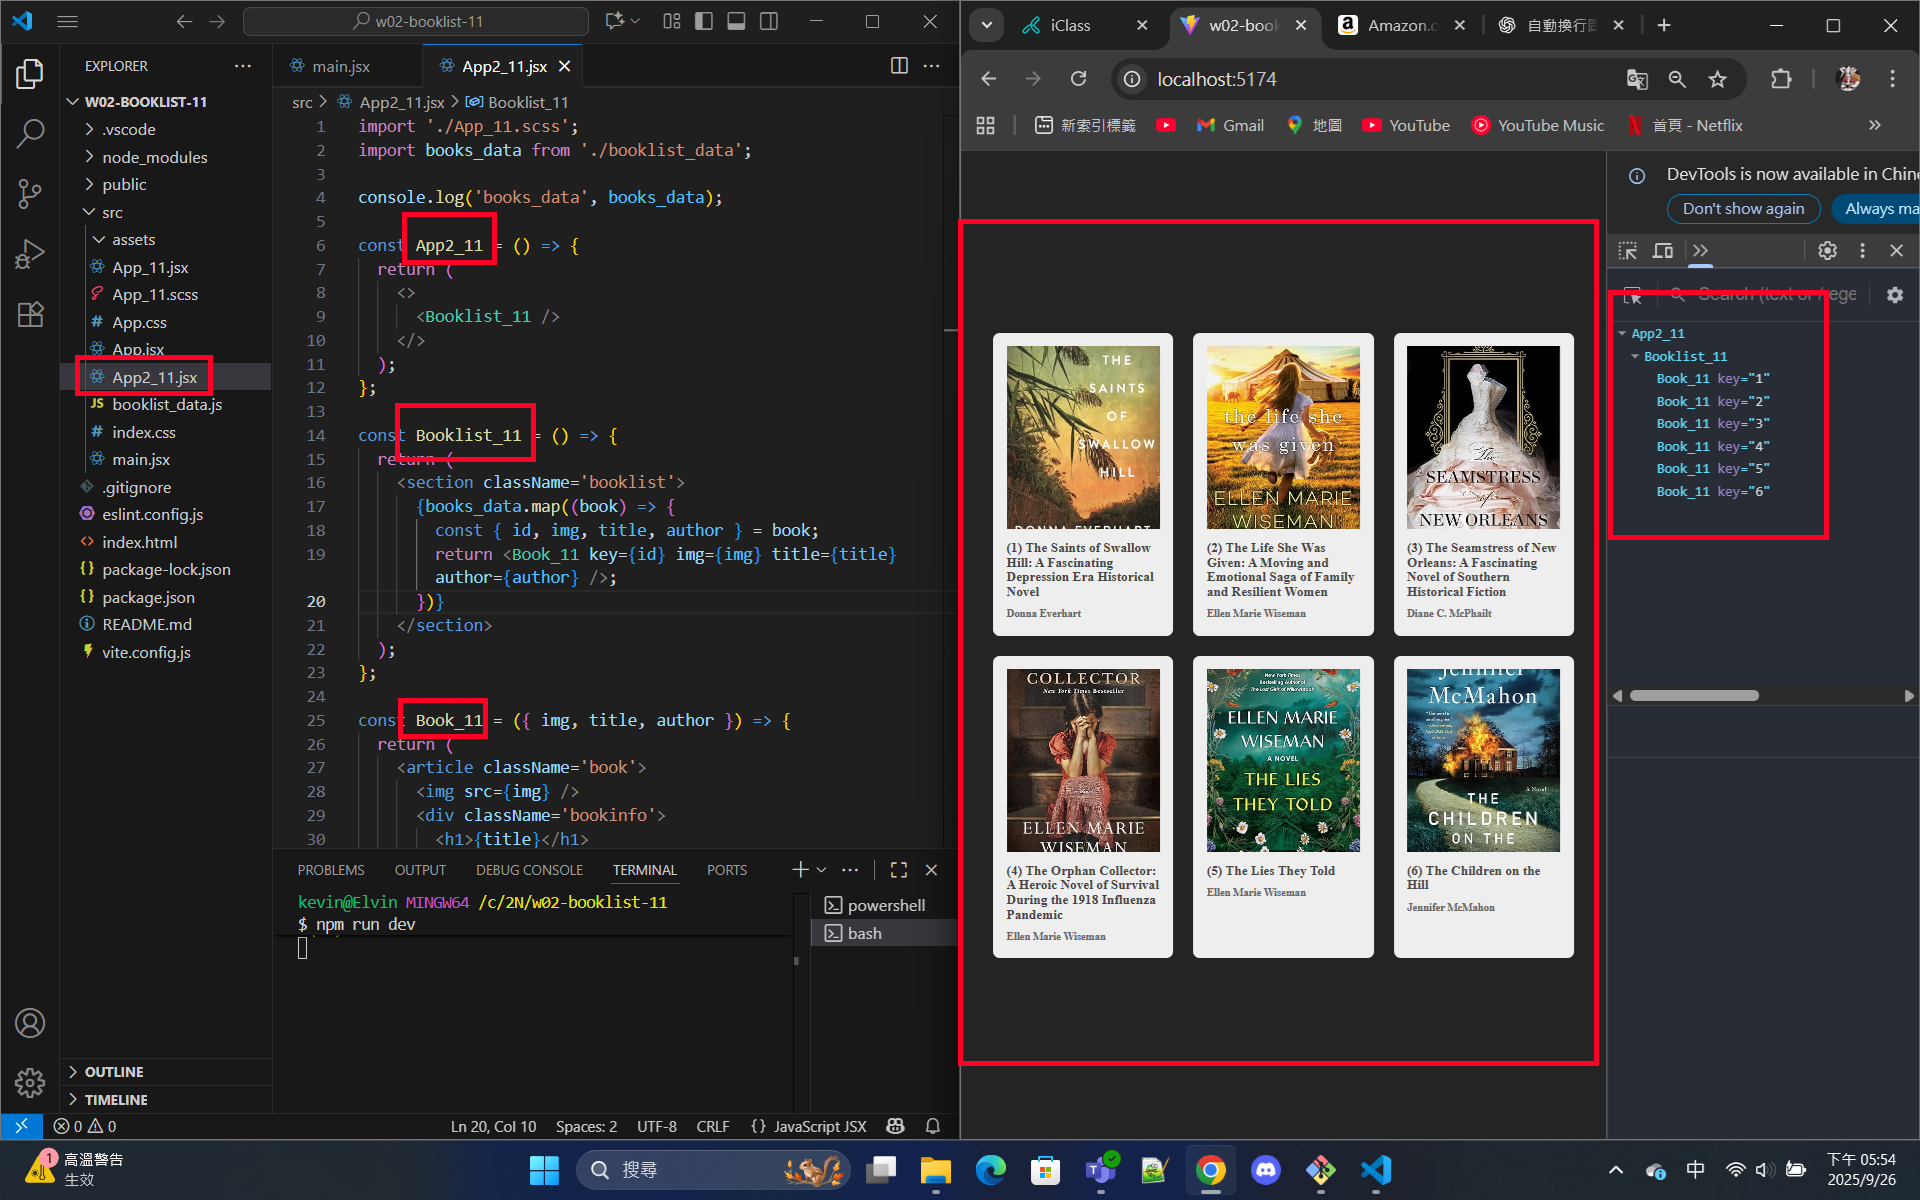 w02-booklist-11
EXPLORER
W02-BOOKLIST-11
.vscode
node_modules
public
src
assets
App_11.jsx
App_11.scss
App.css
App.jsx
App2_11.jsx
booklist_data.js
index.css
main.jsx
.gitignore
eslint.config.js
index.html
package-lock.json
package.json
README.md
vite.config.js
OUTLINE
TIMELINE
main.jsx
App2_11.jsx
src > App2_11.jsx > Booklist_11
1 import './App_11.scss';
2 import books_data from './booklist_data';
3
4 console.log('books_data', books_data);
5
6 const App2_11 = () => {
7 return (
8 <>
9 <Booklist_11 />
10 </>
11 );
12 };
13
14 const Booklist_11 = () => {
15 return (
16 <section className='booklist'>
17 {books_data.map((book) => {
18 const { id, img, title, author } = book;
19 return <Book_11 key={id} img={img} title={title}
author={author} />;
20 })}
21 </section>
22 );
23 };
24
25 const Book_11 = ({ img, title, author }) => {
26 return (
27 <article className='book'>
28 <img src={img} />
29 <div className='bookinfo'>
30 <h1>{title}</h1>
PROBLEMS OUTPUT DEBUG CONSOLE TERMINAL PORTS
kevin@Elvin MINGW64 /c/2N/w02-booklist-11
$ npm run dev
powershell
bash
0 0
Ln 20, Col 10 Spaces: 2 UTF-8 CRLF {} JavaScript JSX
iClass
w02-book
Amazon.c
自動換行
localhost:5174
新索引標籤
Gmail
地圖
YouTube
YouTube Music
首頁 - Netflix
THE
SAINTS
OF
SWALLOW
HILL
DONNA EVERHART
(1) The Saints of Swallow
Hill: A Fascinating
Depression Era Historical
Novel
Donna Everhart
the life she
was given
ELLEN MARIE
WISEMAN
(2) The Life She Was
Given: A Moving and
Emotional Saga of Family
and Resilient Women
Ellen Marie Wiseman
The
SEAMSTRESS
of
NEW ORLEANS
(3) The Seamstress of New
Orleans: A Fascinating
Novel of Southern
Historical Fiction
Diane C. McPhailt
COLLECTOR
New York Times Bestseller
ELLEN MARIE
WISEMAN
(4) The Orphan Collector:
A Heroic Novel of Survival
During the 1918 Influenza
Pandemic
Ellen Marie Wiseman
New York Times
Bestselling Author of
The Lost Girls of Willowbrook
ELLEN MARIE
WISEMAN
A NOVEL
THE LIES
THEY TOLD
(5) The Lies They Told
Ellen Marie Wiseman
Jennifer
McMahon
A Novel
THE
CHILDREN
ON THE
(6) The Children on the
Hill
Jennifer McMahon
DevTools is now available in Chin
Don't show again
Always ma
Search (text or /rege
App2_11
Booklist_11
Book_11 key="1"
Book_11 key="2"
Book_11 key="3"
Book_11 key="4"
Book_11 key="5"
Book_11 key="6"
1
高溫警告
生效
搜尋
中
下午 05:54
2025/9/26